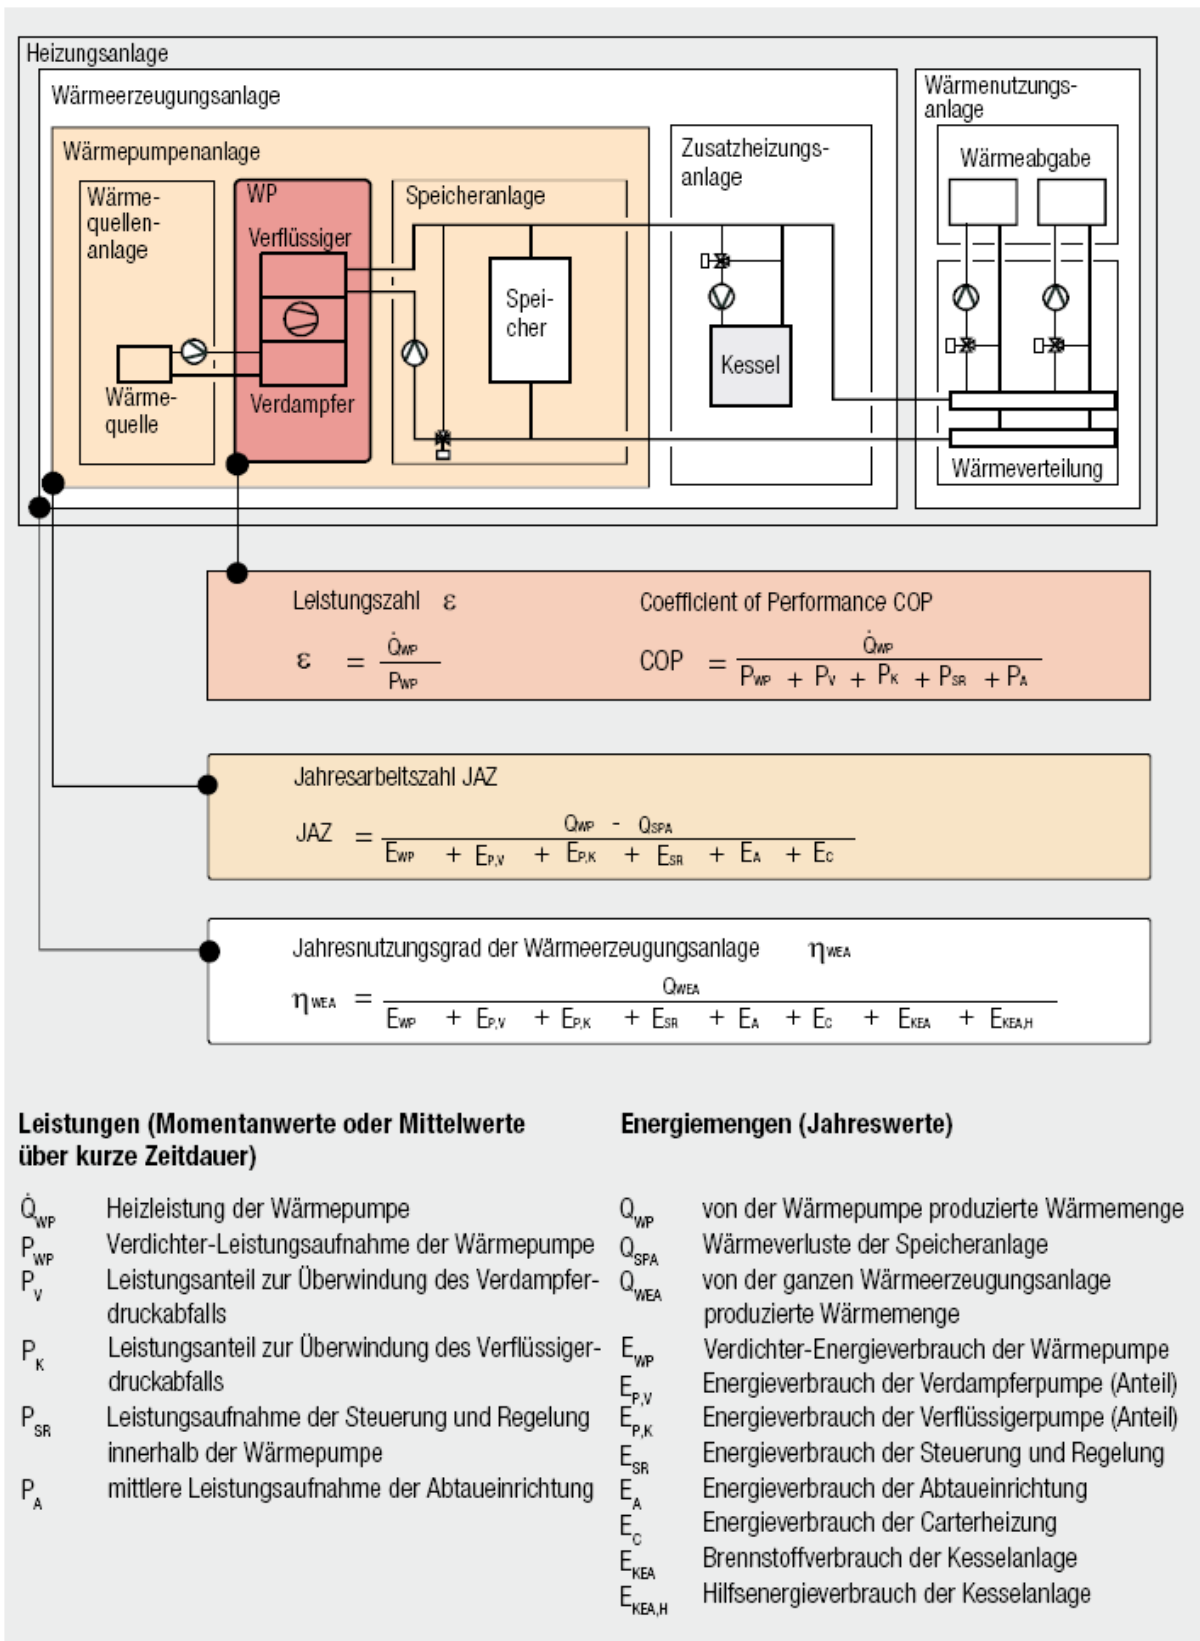 Heizungsanlage
Wärmeerzeugungsanlage
Wärmenutzungs-
anlage
Wärmepumpenanlage
Zusatzheizungs-
anlage
Wärmeabgabe
Wärme-
quellen-
anlage
WP
Speicheranlage
Verflüssiger
Spei-
cher
Kessel
Wärme-
quelle
Verdampfer
Wärmeverteilung
Leistungszahl ε
ε = Q̇WP / PWP
Coefficient of Performance COP
COP = Q̇WP / PWP + PV + PK + PSR + PA
Jahresarbeitszahl JAZ
JAZ = QWP - QSPA / EWP + EP,V + EP,K + ESR + EA + EC
Jahresnutzungsgrad der Wärmeerzeugungsanlage ηWEA
ηWEA = QWEA / EWP + EP,V + EP,K + ESR + EA + EC + EKEA + EKEA,H
Leistungen (Momentanwerte oder Mittelwerte
über kurze Zeitdauer)
Q̇WP Heizleistung der Wärmepumpe
PWP Verdichter-Leistungsaufnahme der Wärmepumpe
PV Leistungsanteil zur Überwindung des Verdampfer-
druckabfalls
PK Leistungsanteil zur Überwindung des Verflüssiger-
druckabfalls
PSR Leistungsaufnahme der Steuerung und Regelung
innerhalb der Wärmepumpe
PA mittlere Leistungsaufnahme der Abtaueinrichtung
Energiemengen (Jahreswerte)
QWP von der Wärmepumpe produzierte Wärmemenge
QSPA Wärmeverluste der Speicheranlage
QWEA von der ganzen Wärmeerzeugungsanlage
produzierte Wärmemenge
EWP Verdichter-Energieverbrauch der Wärmepumpe
EP,V Energieverbrauch der Verdampferpumpe (Anteil)
EP,K Energieverbrauch der Verflüssigerpumpe (Anteil)
ESR Energieverbrauch der Steuerung und Regelung
EA Energieverbrauch der Abtaueinrichtung
EC Energieverbrauch der Carterheizung
EKEA Brennstoffverbrauch der Kesselanlage
EKEA,H Hilfsenergieverbrauch der Kesselanlage